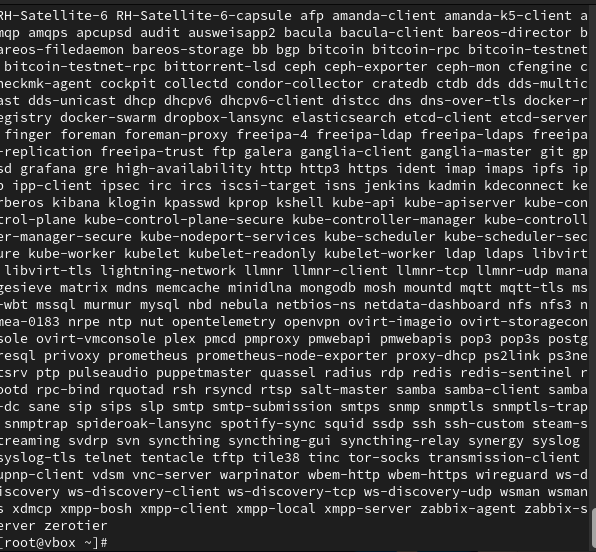 RH-Satellite-6 RH-Satellite-6-capsule afp amanda-client amanda-k5-client a
mqp amqps apcupsd audit ausweisapp2 bacula bacula-client bareos-director b
areos-filedaemon bareos-storage bb bgp bitcoin bitcoin-rpc bitcoin-testnet
 bitcoin-testnet-rpc bittorrent-lsd ceph ceph-exporter ceph-mon cfengine c
heckmk-agent cockpit collectd condor-collector cratedb ctdb dds dds-multic
ast dds-unicast dhcp dhcpv6 dhcpv6-client distcc dns dns-over-tls docker-r
egistry docker-swarm dropbox-lansync elasticsearch etcd-client etcd-server
 finger foreman foreman-proxy freeipa-4 freeipa-ldap freeipa-ldaps freeipa
-replication freeipa-trust ftp galera ganglia-client ganglia-master git gp
sd grafana gre high-availability http http3 https ident imap imaps ipfs ip
p ipp-client ipsec irc ircs iscsi-target isns jenkins kadmin kdeconnect ke
rberos kibana klogin kpasswd kprop kshell kube-api kube-apiserver kube-con
trol-plane kube-control-plane-secure kube-controller-manager kube-controll
er-manager-secure kube-nodeport-services kube-scheduler kube-scheduler-sec
ure kube-worker kubelet kubelet-readonly kubelet-worker ldap ldaps libvirt
 libvirt-tls lightning-network llmnr llmnr-client llmnr-tcp llmnr-udp mana
gesieve matrix mdns memcache minidlna mongodb mosh mountd mqtt mqtt-tls ms
-wbt mssql murmur mysql nbd nebula netbios-ns netdata-dashboard nfs nfs3 n
mea-0183 nrpe ntp nut opentelemetry openvpn ovirt-imageio ovirt-storagecon
sole ovirt-vmconsole plex pmcd pmproxy pmwebapi pmwebapis pop3 pop3s postg
resql privoxy prometheus prometheus-node-exporter proxy-dhcp ps2link ps3ne
tsrv ptp pulseaudio puppetmaster quassel radius rdp redis redis-sentinel r
ootd rpc-bind rquotad rsh rsyncd rtsp salt-master samba samba-client samba
-dc sane sip sips slp smtp smtp-submission smtps snmp snmptls snmptls-trap
 snmptrap spideroak-lansync spotify-sync squid ssdp ssh ssh-custom steam-s
treaming svdrp svn syncthing syncthing-gui syncthing-relay synergy syslog
syslog-tls telnet tentacle tftp tile38 tinc tor-socks transmission-client
upnp-client vdsm vnc-server warpinator wbem-http wbem-https wireguard ws-d
iscovery ws-discovery-client ws-discovery-tcp ws-discovery-udp wsman wsman
s xdmcp xmpp-bosh xmpp-client xmpp-local xmpp-server zabbix-agent zabbix-s
erver zerotier
[root@vbox ~]#